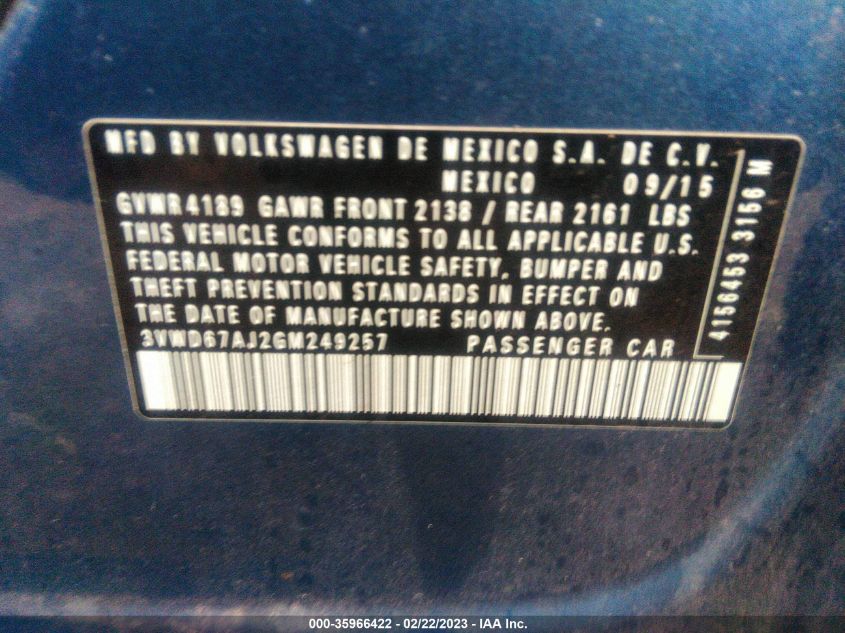 MFD BY VOLKSWAGEN DE MEXICO S.A. DE C.V.
MEXICO 09/15
GVWR 4189 GAWR FRONT 2138 / REAR 2161 LBS
THIS VEHICLE CONFORMS TO ALL APPLICABLE U.S.
FEDERAL MOTOR VEHICLE SAFETY, BUMPER AND
THEFT PREVENTION STANDARDS IN EFFECT ON
THE DATE OF MANUFACTURE SHOWN ABOVE.
3VWD67AJ2GM249257 PASSENGER CAR
4156453 3156 M
000-35966422 - 02/22/2023 - IAA Inc.